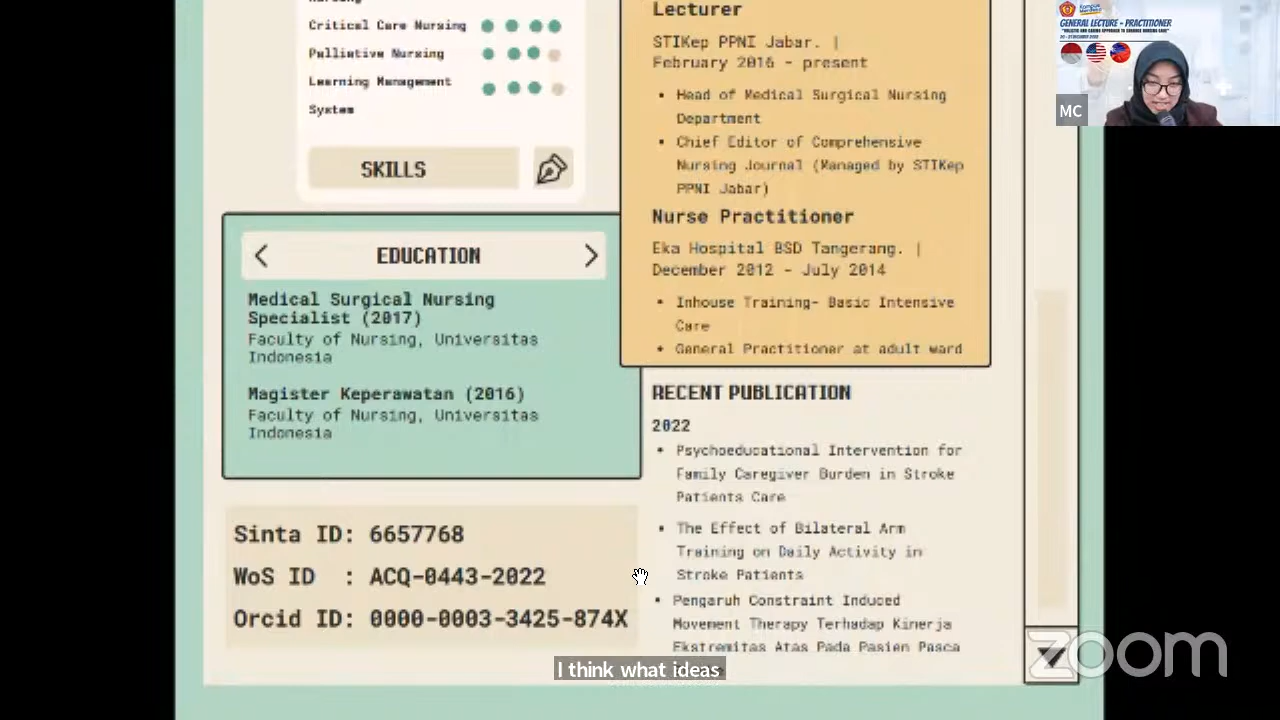 Critical Care Nursing
Palliative Nursing
Learning Management
System
SKILLS
EDUCATION
Medical Surgical Nursing
Specialist (2017)
Faculty of Nursing, Universitas
Indonesia
Magister Keperawatan (2016)
Faculty of Nursing, Universitas
Indonesia
Sinta ID: 6657768
WoS ID : ACQ-0443-2022
Orcid ID: 0000-0003-3425-874X
Lecturer
STIKep PPNI Jabar. |
February 2016 - present
• Head of Medical Surgical Nursing
Department
• Chief Editor of Comprehensive
Nursing Journal (Managed by STIKep
PPNI Jabar)
Nurse Practitioner
Eka Hospital BSD Tangerang. |
December 2012 - July 2014
• Inhouse Training- Basic Intensive
Care
• General Practitioner at adult ward
RECENT PUBLICATION
2022
• Psychoeducational Intervention for
Family Caregiver Burden in Stroke
Patients Care
• The Effect of Bilateral Arm
Training on Daily Activity in
Stroke Patients
• Pengaruh Constraint Induced
Movement Therapy Terhadap Kinerja
Ekstremitas Atas Pada Pasien Pasca
I think what ideas
GENERAL LECTURE - PRACTITIONER
MC
zoom